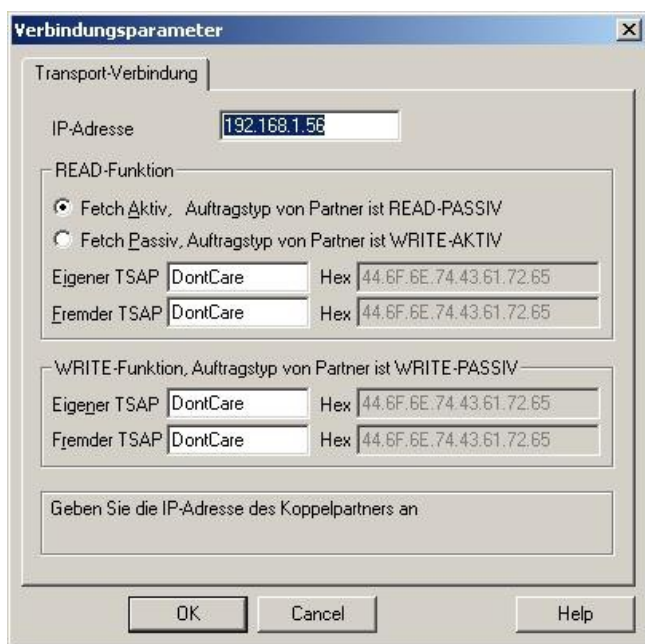 Verbindungsparameter
Transport-Verbindung
IP-Adresse 192.168.1.56
READ-Funktion
Fetch Aktiv, Auftragstyp von Partner ist READ-PASSIV
Fetch Passiv, Auftragstyp von Partner ist WRITE-AKTIV
Eigener TSAP DontCare Hex 44.6F.6E.74.43.61.72.65
Fremder TSAP DontCare Hex 44.6F.6E.74.43.61.72.65
WRITE-Funktion, Auftragstyp von Partner ist WRITE-PASSIV
Eigener TSAP DontCare Hex 44.6F.6E.74.43.61.72.65
Fremder TSAP DontCare Hex 44.6F.6E.74.43.61.72.65
Geben Sie die IP-Adresse des Koppelpartners an
OK Cancel Help